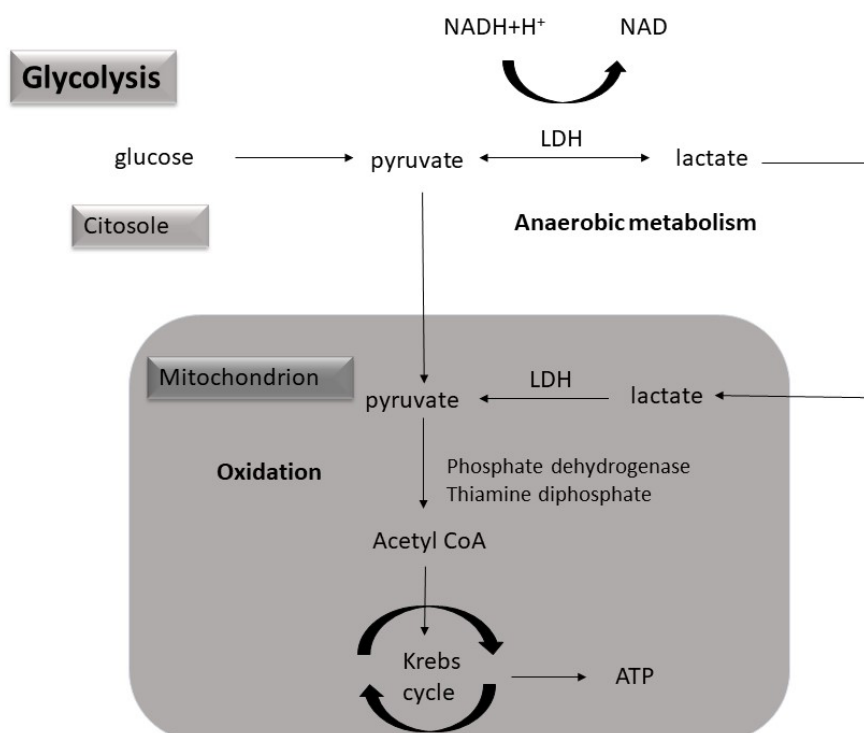 NADH+H⁺ NAD
Glycolysis
LDH
glucose pyruvate lactate
Citosole
Anaerobic metabolism
Mitochondrion
LDH
pyruvate lactate
Oxidation
Phosphate dehydrogenase
Thiamine diphosphate
Acetyl CoA
Krebs
cycle
ATP